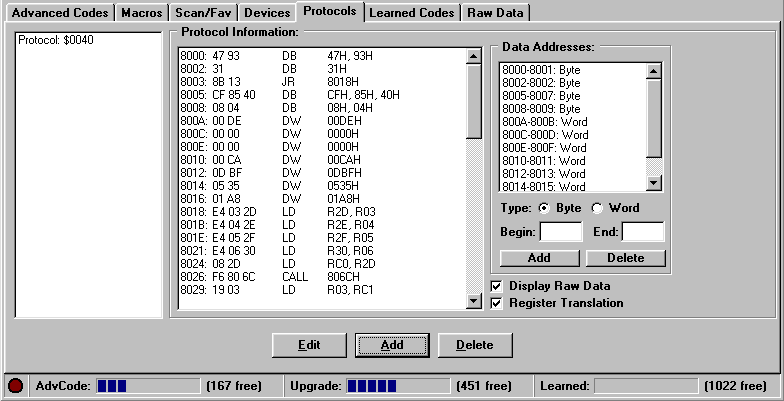 Advanced Codes Macros Scan/Fav Devices Protocols Learned Codes Raw Data
Protocol: $0040
Protocol Information:
8000: 47 93 DB 47H, 93H
8002: 31 DB 31H
8003: 8B 13 JR 8018H
8005: CF 85 40 DB CFH, 85H, 40H
8008: 08 04 DB 08H, 04H
800A: 00 DE DW 00DEH
800C: 00 00 DW 0000H
800E: 00 00 DW 0000H
8010: 00 CA DW 00CAH
8012: 0D BF DW 0DBFH
8014: 05 35 DW 0535H
8016: 01 A8 DW 01A8H
8018: E4 03 2D LD R2D, R03
801B: E4 04 2E LD R2E, R04
801E: E4 05 2F LD R2F, R05
8021: E4 06 30 LD R30, R06
8024: 08 2D LD RC0, R2D
8026: F6 80 6C CALL 806CH
8029: 19 03 LD R03, RC1
Data Addresses:
8000-8001: Byte
8002-8002: Byte
8005-8007: Byte
8008-8009: Byte
800A-800B: Word
800C-800D: Word
800E-800F: Word
8010-8011: Word
8012-8013: Word
8014-8015: Word
Type: Byte Word
Begin: End:
Add Delete
Display Raw Data
Register Translation
Edit Add Delete
AdvCode: (167 free) Upgrade: (451 free) Learned: (1022 free)